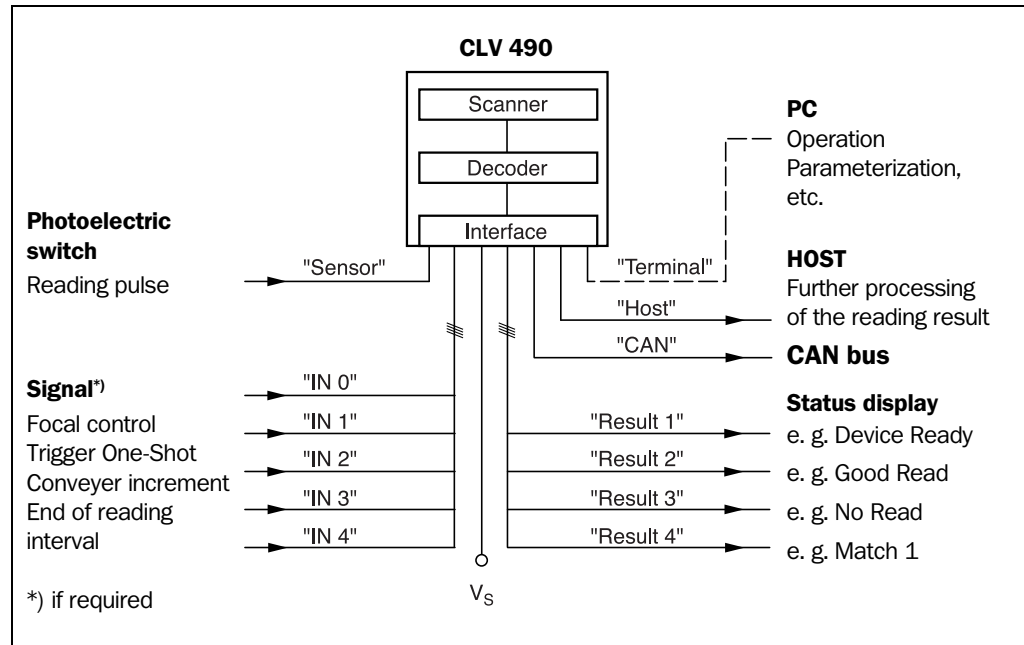 CLV 490
Scanner
Decoder
Interface
PC
Operation
Parameterization,
etc.
Photoelectric
switch
Reading pulse
"Sensor"
"Terminal"
HOST
Further processing
of the reading result
"Host"
"CAN"
CAN bus
Signal*)
Focal control
Trigger One-Shot
Conveyer increment
End of reading
interval
"IN 0"
"IN 1"
"IN 2"
"IN 3"
"IN 4"
*) if required
VS
"Result 1"
"Result 2"
"Result 3"
"Result 4"
Status display
e. g. Device Ready
e. g. Good Read
e. g. No Read
e. g. Match 1